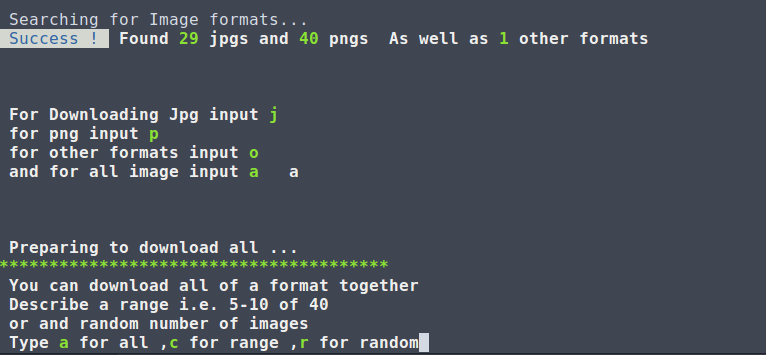 Searching for Image formats...
Success ! Found 29 jpgs and 40 pngs As well as 1 other formats
For Downloading Jpg input j
for png input p
for other formats input o
and for all image input a a
Preparing to download all ...
***************************************
You can download all of a format together
Describe a range i.e. 5-10 of 40
or and random number of images
Type a for all ,c for range ,r for random